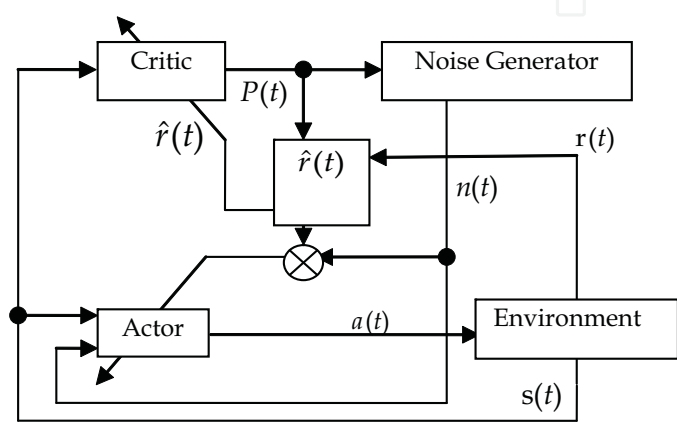 Critic
Noise Generator
P(t)
r̂(t)
r̂(t)
r(t)
n(t)
Actor
a(t)
Environment
s(t)